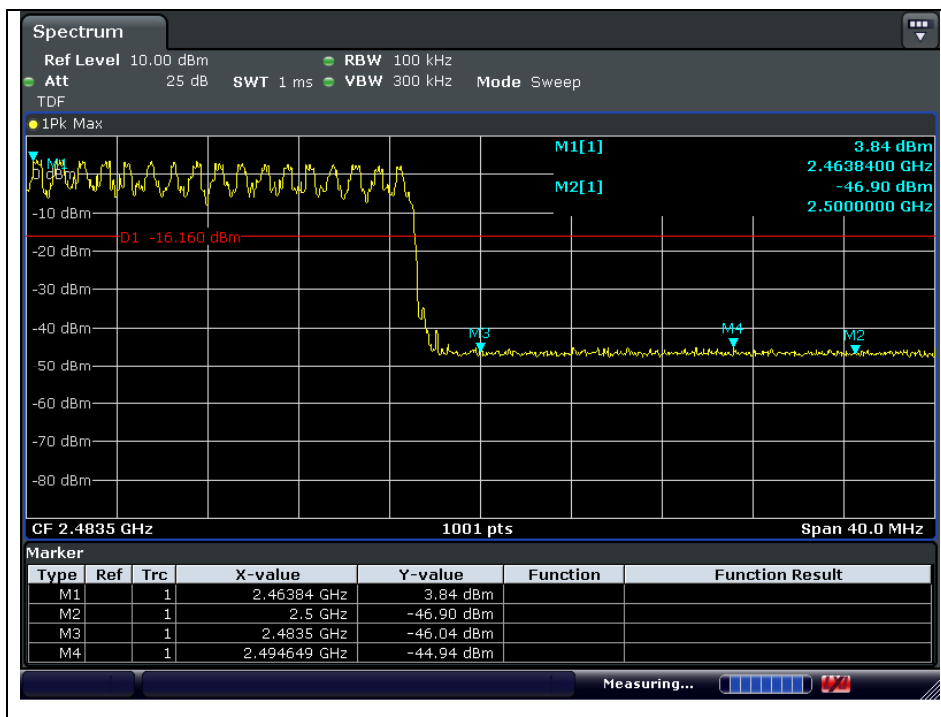 Spectrum
Ref Level 10.00 dBm RBW 100 kHz
Att 25 dB SWT 1 ms VBW 300 kHz Mode Sweep
TDF
1Pk Max
M1[1] 3.84 dBm
2.4638400 GHz
M2[1] -46.90 dBm
2.5000000 GHz
M1
0 dBm
-10 dBm
D1 -16.160 dBm
-20 dBm
-30 dBm
-40 dBm
M3
M4
M2
-50 dBm
-60 dBm
-70 dBm
-80 dBm
CF 2.4835 GHz 1001 pts Span 40.0 MHz
Marker
Type Ref Trc X-value Y-value Function Function Result
M1 1 2.46384 GHz 3.84 dBm
M2 1 2.5 GHz -46.90 dBm
M3 1 2.4835 GHz -46.04 dBm
M4 1 2.494649 GHz -44.94 dBm
Measuring...